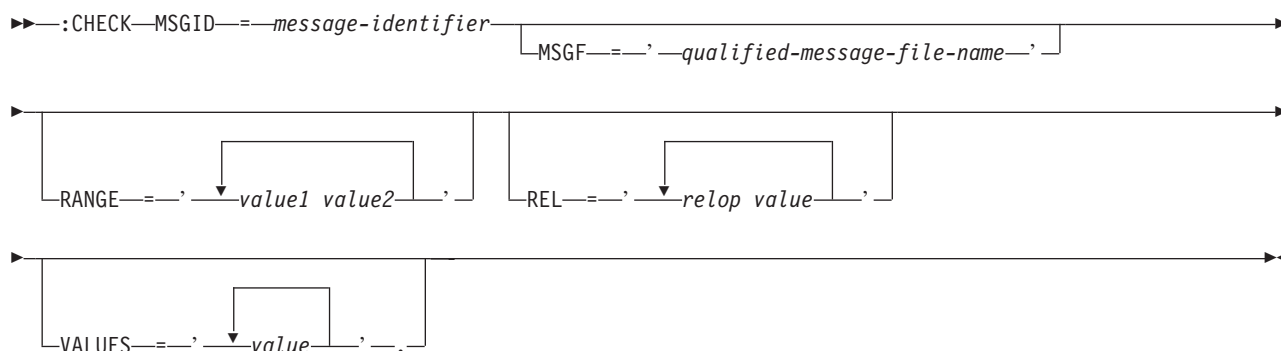 :CHECK MSGID = message-identifier
MSGF = ’ qualified-message-file-name ’
RANGE = ’ value1 value2 ’ REL = ’ relop value ’
VALUES = ’ value ’ .